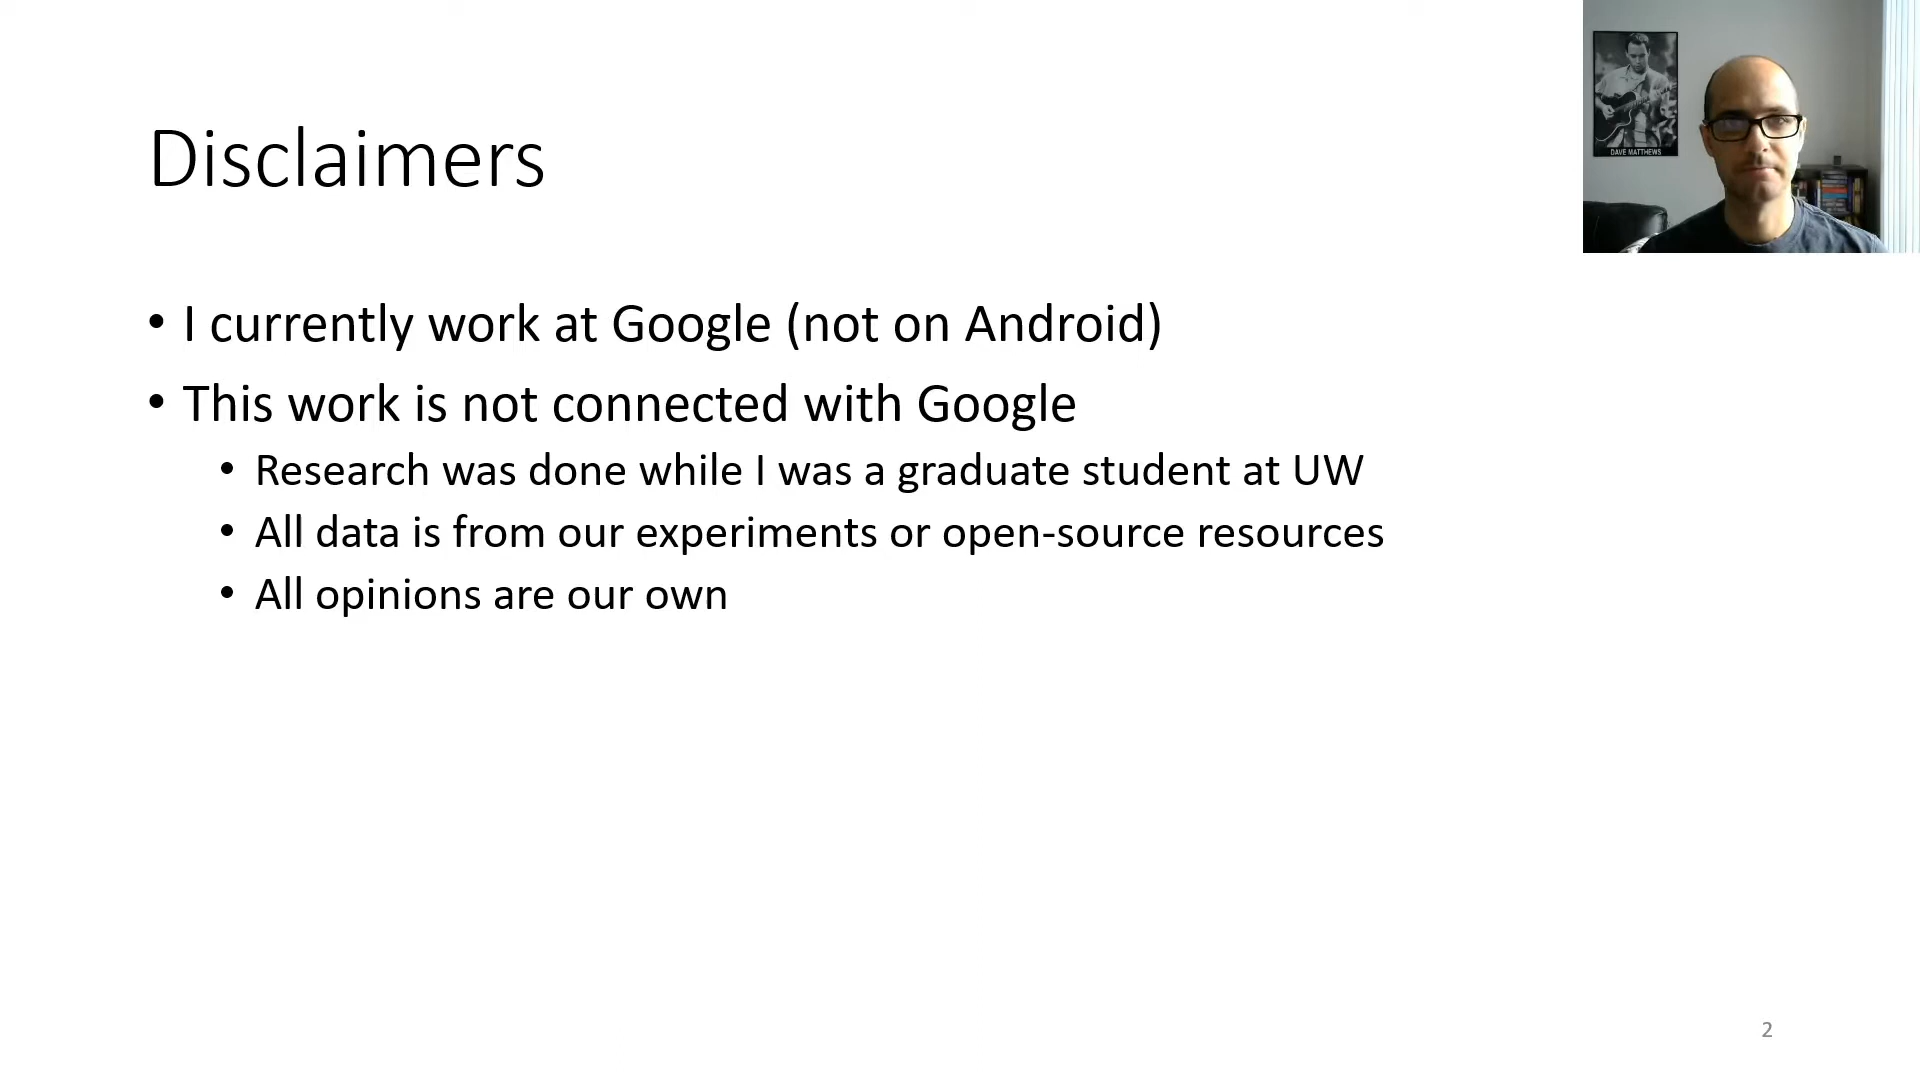 Disclaimers
• I currently work at Google (not on Android)
• This work is not connected with Google
• Research was done while I was a graduate student at UW
• All data is from our experiments or open-source resources
• All opinions are our own
DAVE MATTHEWS
2